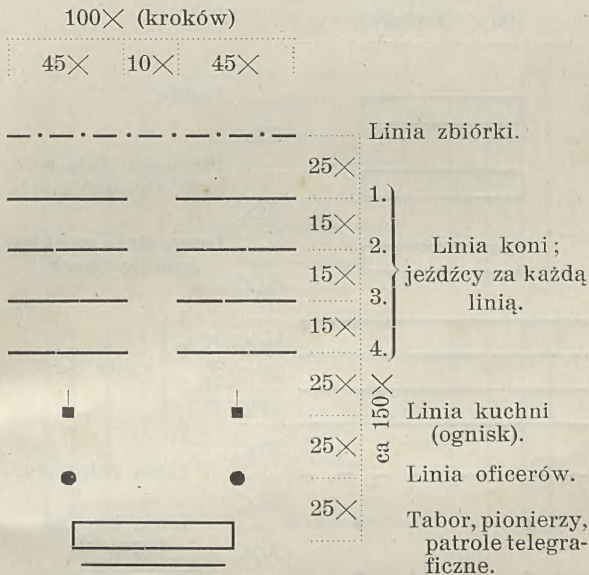 100× (kroków)
45× 10× 45×
Linia zbiórki.
25×
1.
15×
2.
Linia koni;
15×
jeźdźcy za każdą
3.
linią.
15×
4.
25×
ca 150×
Linia kuchni
(ognisk).
25×
Linia oficerów.
25×
Tabor, pionierzy,
patrole telegra-
ficzne.